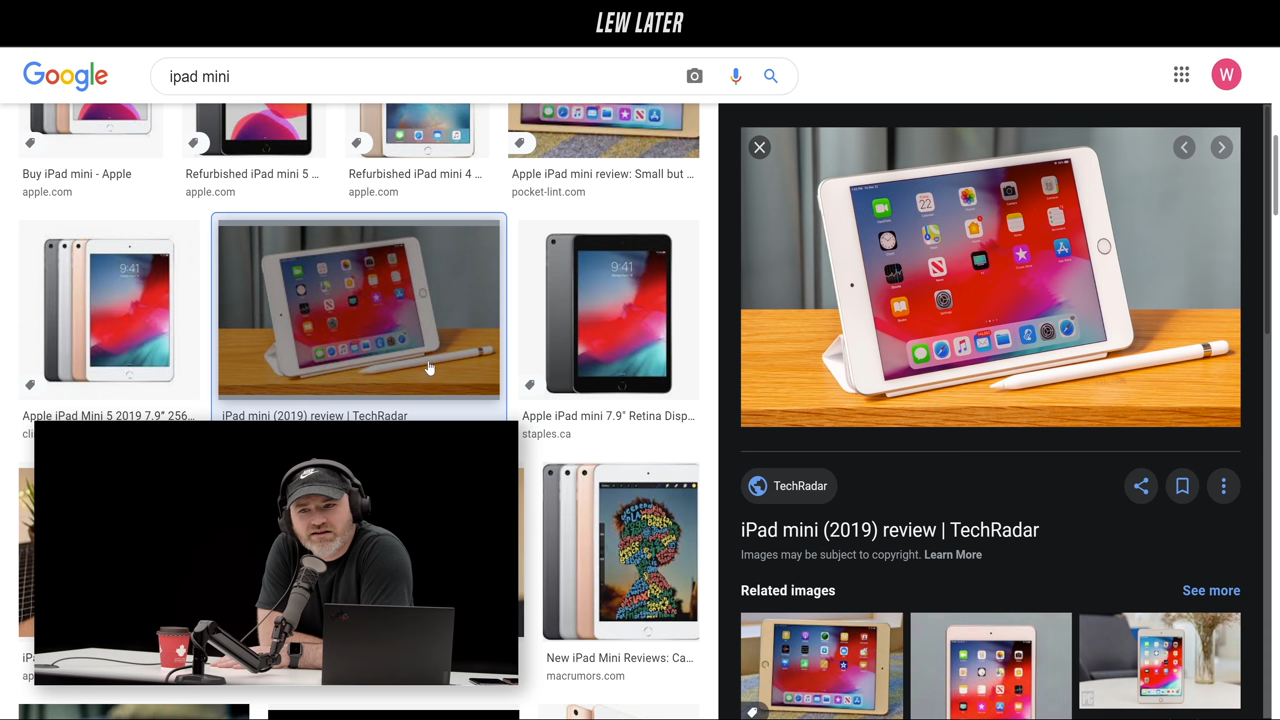 LEW LATER
Google
ipad mini
W
Buy iPad mini - Apple
apple.com
Refurbished iPad mini 5 ...
apple.com
Refurbished iPad mini 4 ...
apple.com
Apple iPad mini review: Small but ...
pocket-lint.com
9:41
9:41
Apple iPad Mini 5 2019 7.9" 256...
cli
iPad mini (2019) review | TechRadar
Apple iPad mini 7.9" Retina Disp...
staples.ca
iP
ap
New iPad Mini Reviews: Ca...
macrumors.com
TechRadar
iPad mini (2019) review | TechRadar
Images may be subject to copyright. Learn More
Related images
See more